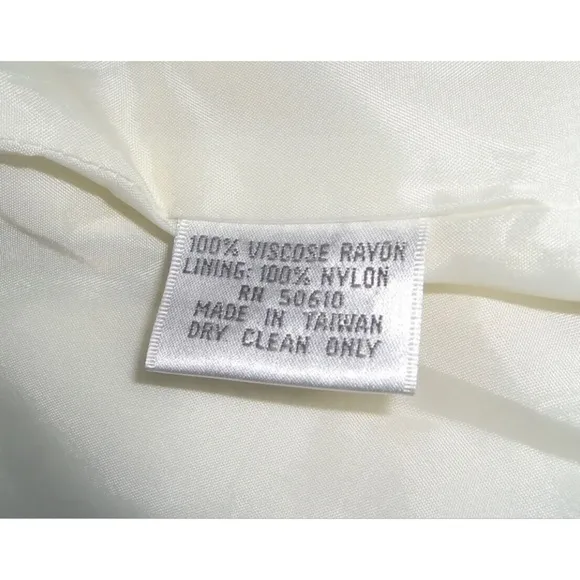 100% VISCOSE RAYON
LINING: 100% NYLON
RN 50610
MADE IN TAIWAN
DRY CLEAN ONLY